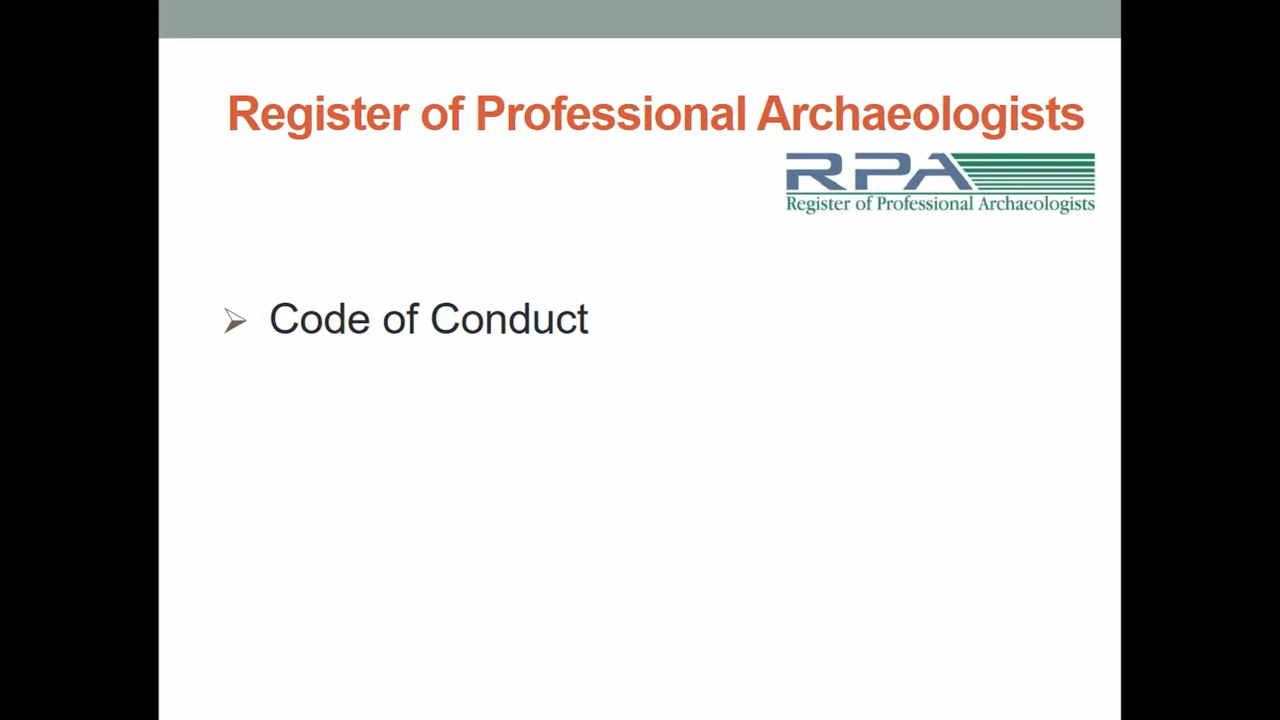 Register of Professional Archaeologists
RPA
Register of Professional Archaeologists
Code of Conduct